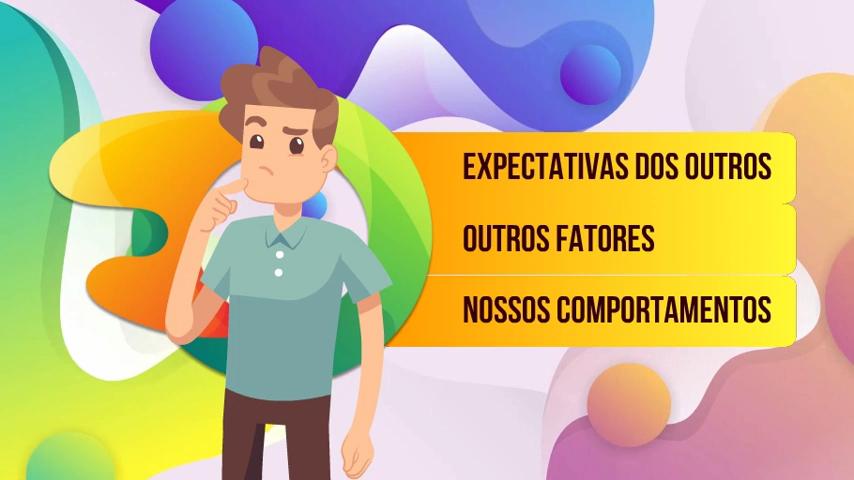 EXPECTATIVAS DOS OUTROS
OUTROS FATORES
NOSSOS COMPORTAMENTOS